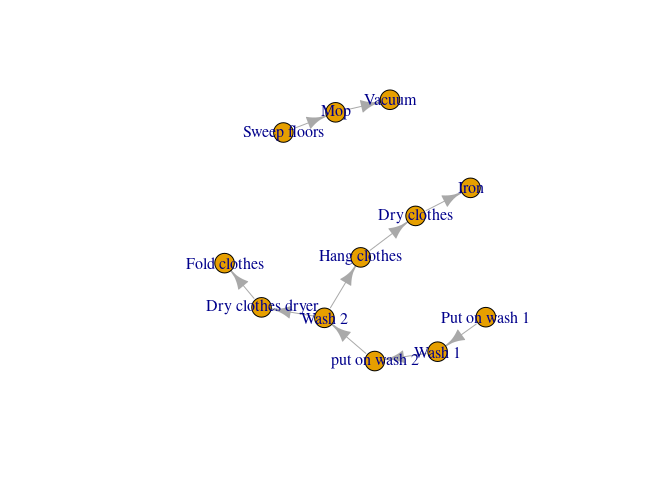 Vacuum
Mop
Sweep floors
Iron
Dry clothes
Hang clothes
Fold clothes
Dry clothes dryer
Wash 2
Put on wash 1
Wash 1
put on wash 2